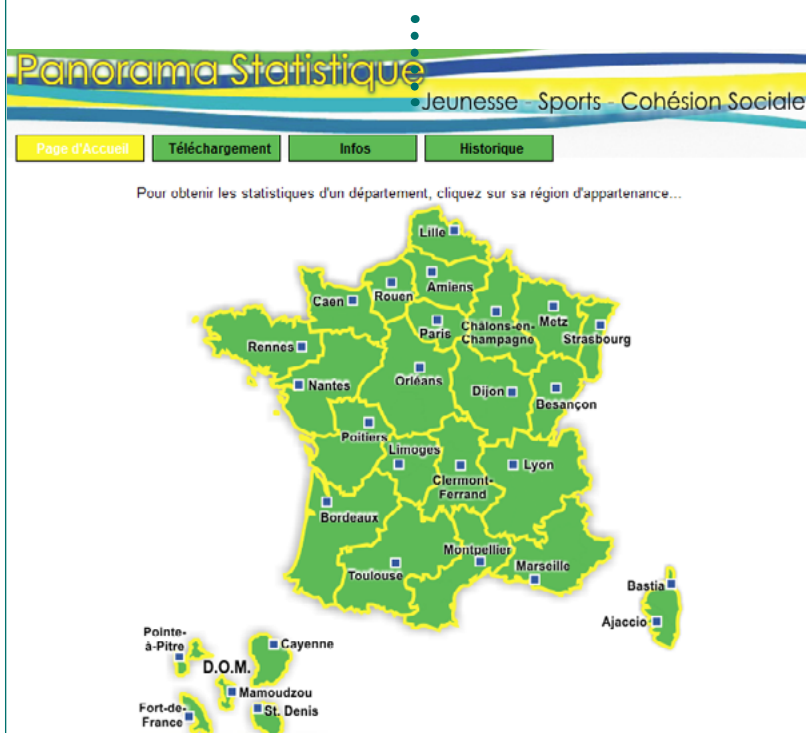 Panorama Statistique
Jeunesse - Sports - Cohésion Sociale
Page d'Accueil Téléchargement Infos Historique
Pour obtenir les statistiques d'un département, cliquez sur sa région d'appartenance...
Lille
Amiens
Rouen
Caen
Paris
Châlons-en-
Champagne
Metz
Strasbourg
Rennes
Nantes
Orléans
Dijon
Besançon
Poitiers
Limoges
Clermont-
Ferrand
Lyon
Bordeaux
Toulouse
Montpellier
Marseille
Bastia
Ajaccio
Pointe-
à-Pitre
Cayenne
D.O.M.
Mamoudzou
Fort-de-
France
St. Denis